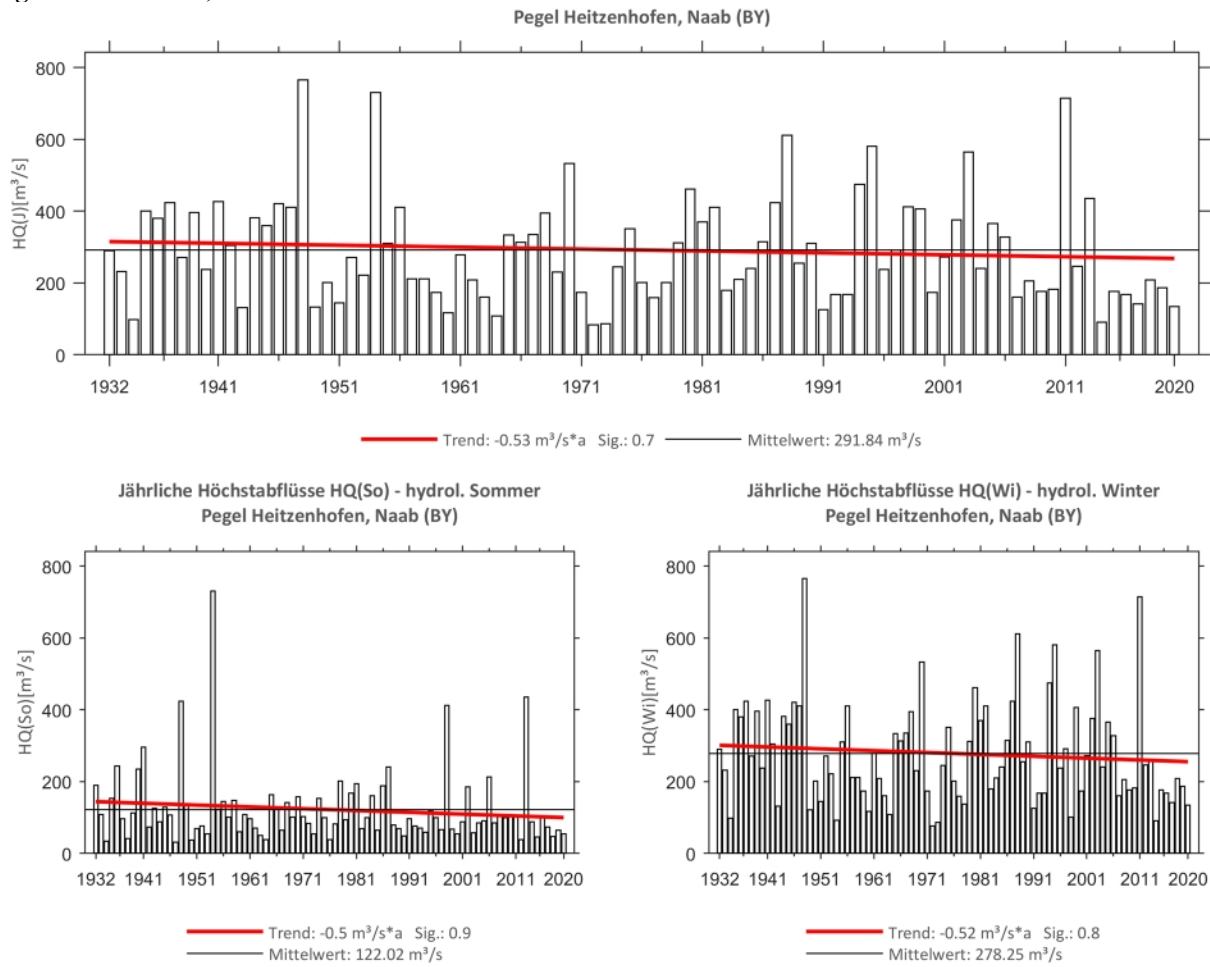 Pegel Heitzenhofen, Naab (BY)
800
600
400
200
0
HQ(J)[m³/s]
1932 1941 1951 1961 1971 1981 1991 2001 2011 2020
Trend: -0.53 m³/s*a Sig.: 0.7 Mittelwert: 291.84 m³/s
Jährliche Höchstabflüsse HQ(So) - hydrol. Sommer
Pegel Heitzenhofen, Naab (BY)
800
600
400
200
0
HQ(So)[m³/s]
1932 1941 1951 1961 1971 1981 1991 2001 2011 2020
Trend: -0.5 m³/s*a Sig.: 0.9
Mittelwert: 122.02 m³/s
Jährliche Höchstabflüsse HQ(Wi) - hydrol. Winter
Pegel Heitzenhofen, Naab (BY)
800
600
400
200
0
HQ(Wi)[m³/s]
1932 1941 1951 1961 1971 1981 1991 2001 2011 2020
Trend: -0.52 m³/s*a Sig.: 0.8
Mittelwert: 278.25 m³/s